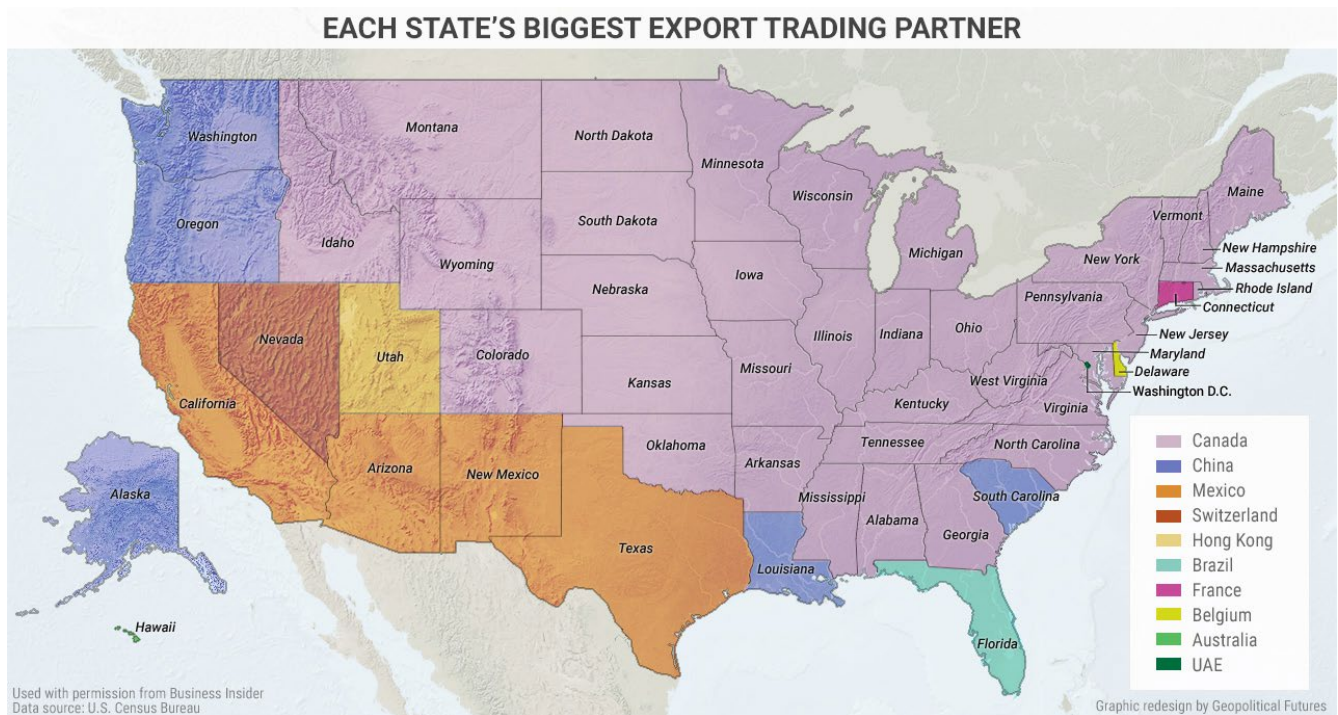 EACH STATE'S BIGGEST EXPORT TRADING PARTNER
Washington
Montana
North Dakota
Minnesota
Oregon
Idaho
Wyoming
South Dakota
Wisconsin
Michigan
Maine
Vermont
New Hampshire
New York
Massachusetts
Rhode Island
Connecticut
Pennsylvania
New Jersey
Maryland
Delaware
Washington D.C.
Nevada
Utah
Colorado
Nebraska
Iowa
Illinois
Indiana
Ohio
California
Kansas
Missouri
West Virginia
Virginia
Kentucky
Arizona
New Mexico
Oklahoma
Arkansas
Tennessee
North Carolina
South Carolina
Alaska
Texas
Louisiana
Mississippi
Alabama
Georgia
Hawaii
Florida
Canada
China
Mexico
Switzerland
Hong Kong
Brazil
France
Belgium
Australia
UAE
Used with permission from Business Insider
Data source: U.S. Census Bureau
Graphic redesign by Geopolitical Futures